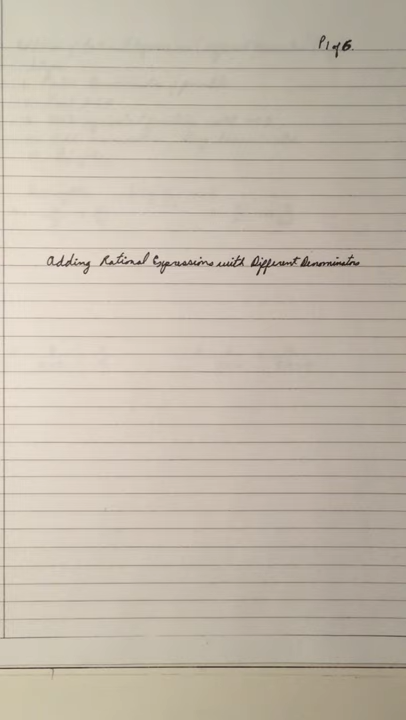 P1 of 6.
Adding Rational Expressions with Different Denominators